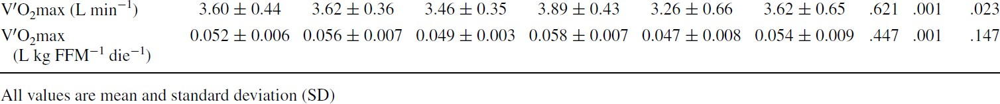 V′O₂max (L min⁻¹) 3.60 ± 0.44 3.62 ± 0.36 3.46 ± 0.35 3.89 ± 0.43 3.26 ± 0.66 3.62 ± 0.65 .621 .001 .023
V′O₂max 0.052 ± 0.006 0.056 ± 0.007 0.049 ± 0.003 0.058 ± 0.007 0.047 ± 0.008 0.054 ± 0.009 .447 .001 .147
(L kg FFM⁻¹ die⁻¹)
All values are mean and standard deviation (SD)